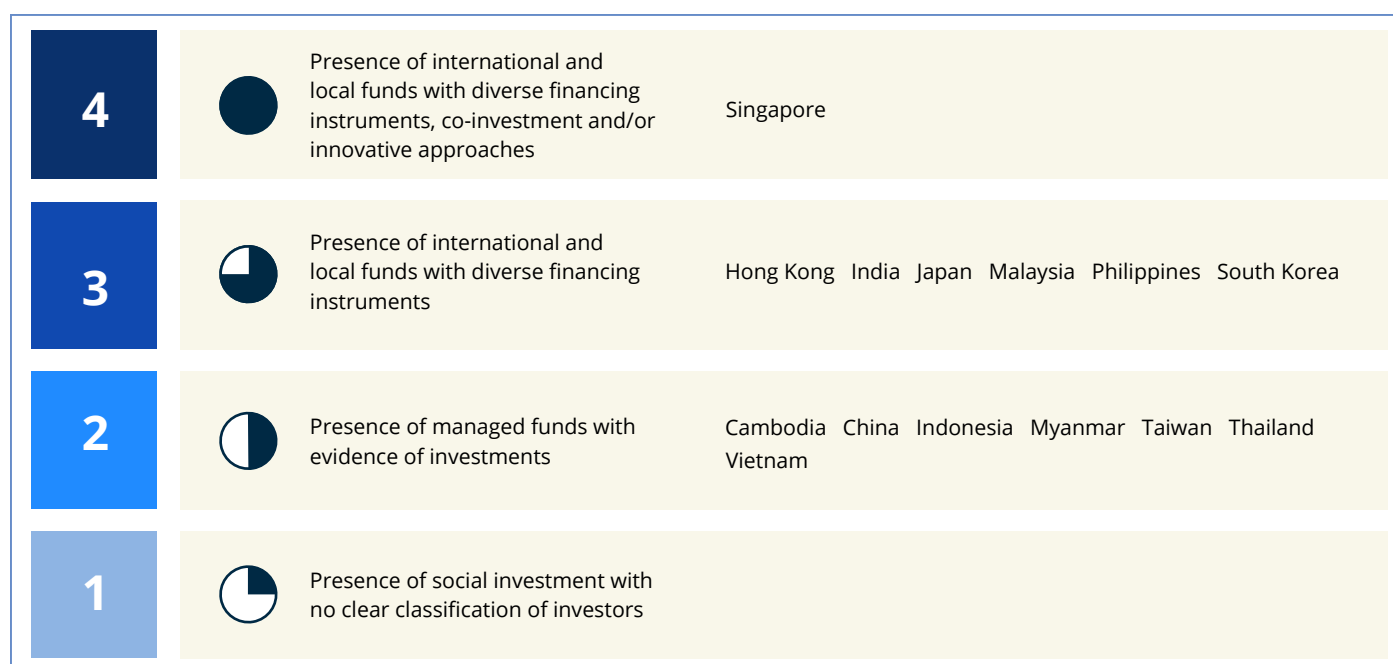 4
Presence of international and
local funds with diverse financing
instruments, co-investment and/or
innovative approaches
Singapore
3
Presence of international and
local funds with diverse financing
instruments
Hong Kong India Japan Malaysia Philippines South Korea
2
Presence of managed funds with
evidence of investments
Cambodia China Indonesia Myanmar Taiwan Thailand
Vietnam
1
Presence of social investment with
no clear classification of investors